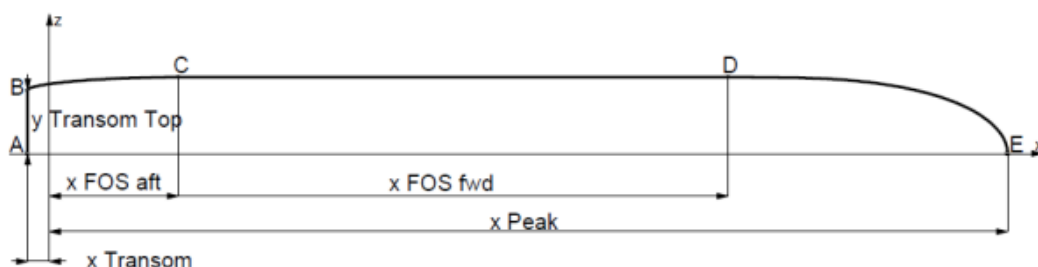 z
C
D
B
y Transom Top
A
E
x FOS aft
x FOS fwd
x Peak
x Transom